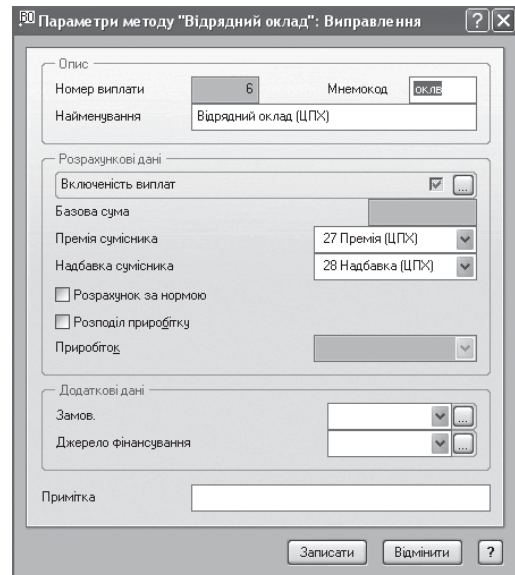 БО Параметри методу "Відрядний оклад": Виправлення ? X
Опис
Номер виплати 6 Мнемокод оклв
Найменування Відрядний оклад (ЦПХ)
Розрахункові дані
Включеність виплат ...
Базова сума
Премія сумісника 27 Премія (ЦПХ)
Надбавка сумісника 28 Надбавка (ЦПХ)
Розрахунок за нормою
Розподіл приробітку
Приробіток
Додаткові дані
Замов. ...
Джерело фінансування ...
Примітка
Записати Відмінити ?